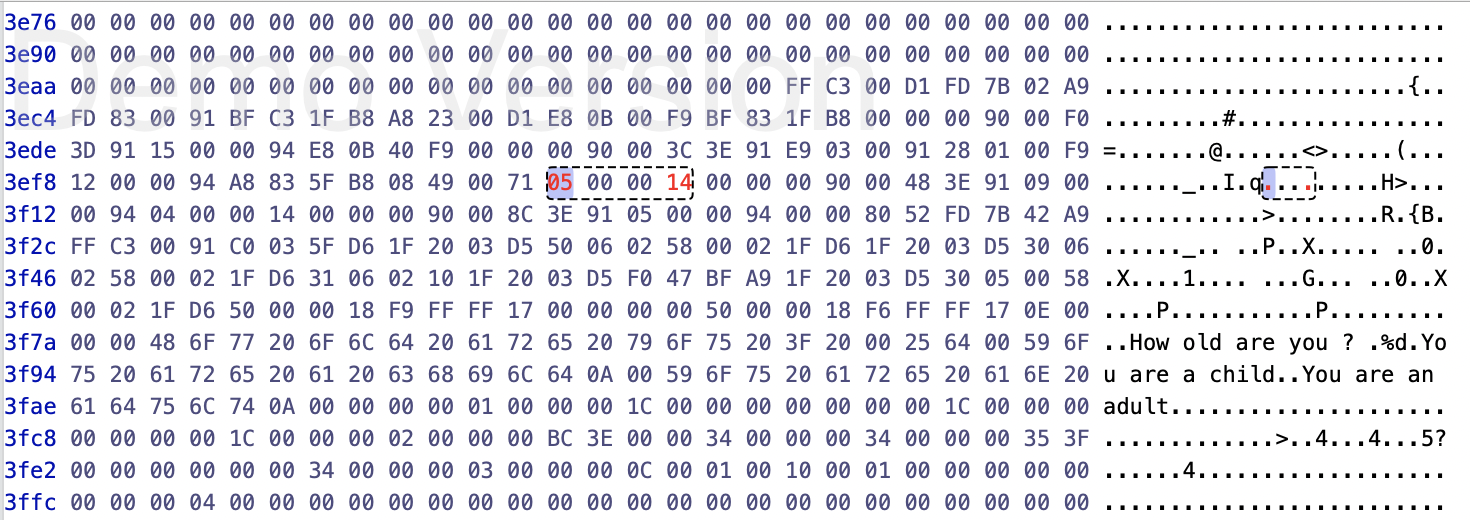 Demo Version
3e76 00 00 00 00 00 00 00 00 00 00 00 00 00 00 00 00 00 00 00 00 00 00 00 00 00 00 ..........................
3e90 00 00 00 00 00 00 00 00 00 00 00 00 00 00 00 00 00 00 00 00 00 00 00 00 00 00 ..........................
3eaa 00 00 00 00 00 00 00 00 00 00 00 00 00 00 00 00 00 00 FF C3 00 D1 FD 7B 02 A9 .......................{..
3ec4 FD 83 00 91 BF C3 1F B8 A8 23 00 D1 E8 0B 00 F9 BF 83 1F B8 00 00 00 90 00 F0 .........#................
3ede 3D 91 15 00 00 94 E8 0B 40 F9 00 00 00 90 00 3C 3E 91 E9 03 00 91 28 01 00 F9 =.......@......<>.....(...
3ef8 12 00 00 94 A8 83 5F B8 08 49 00 71 05 00 00 14 00 00 00 90 00 48 3E 91 09 00 ......_..I.q.........H>...
3f12 00 94 04 00 00 14 00 00 00 90 00 8C 3E 91 05 00 00 94 00 00 80 52 FD 7B 42 A9 ............>........R.{B.
3f2c FF C3 00 91 C0 03 5F D6 1F 20 03 D5 50 06 02 58 00 02 1F D6 1F 20 03 D5 30 06 ......_.. ..P..X..... ..0.
3f46 02 58 00 02 1F D6 31 06 02 10 1F 20 03 D5 F0 47 BF A9 1F 20 03 D5 30 05 00 58 .X....1.... ...G... ..0..X
3f60 00 02 1F D6 50 00 00 18 F9 FF FF 17 00 00 00 00 50 00 00 18 F6 FF FF 17 0E 00 ....P...........P.........
3f7a 00 00 48 6F 77 20 6F 6C 64 20 61 72 65 20 79 6F 75 20 3F 20 00 25 64 00 59 6F ..How old are you ? .%d.Yo
3f94 75 20 61 72 65 20 61 20 63 68 69 6C 64 0A 00 59 6F 75 20 61 72 65 20 61 6E 20 u are a child..You are an
3fae 61 64 75 6C 74 0A 00 00 00 00 01 00 00 00 1C 00 00 00 00 00 00 00 1C 00 00 00 adult.....................
3fc8 00 00 00 00 1C 00 00 00 02 00 00 00 BC 3E 00 00 34 00 00 00 34 00 00 00 35 3F .............>..4...4...5?
3fe2 00 00 00 00 00 00 34 00 00 00 03 00 00 00 0C 00 01 00 10 00 01 00 00 00 00 00 ......4...................
3ffc 00 00 00 04 00 00 00 00 00 00 00 00 00 00 00 00 00 00 00 00 00 00 00 00 00 00 ..........................